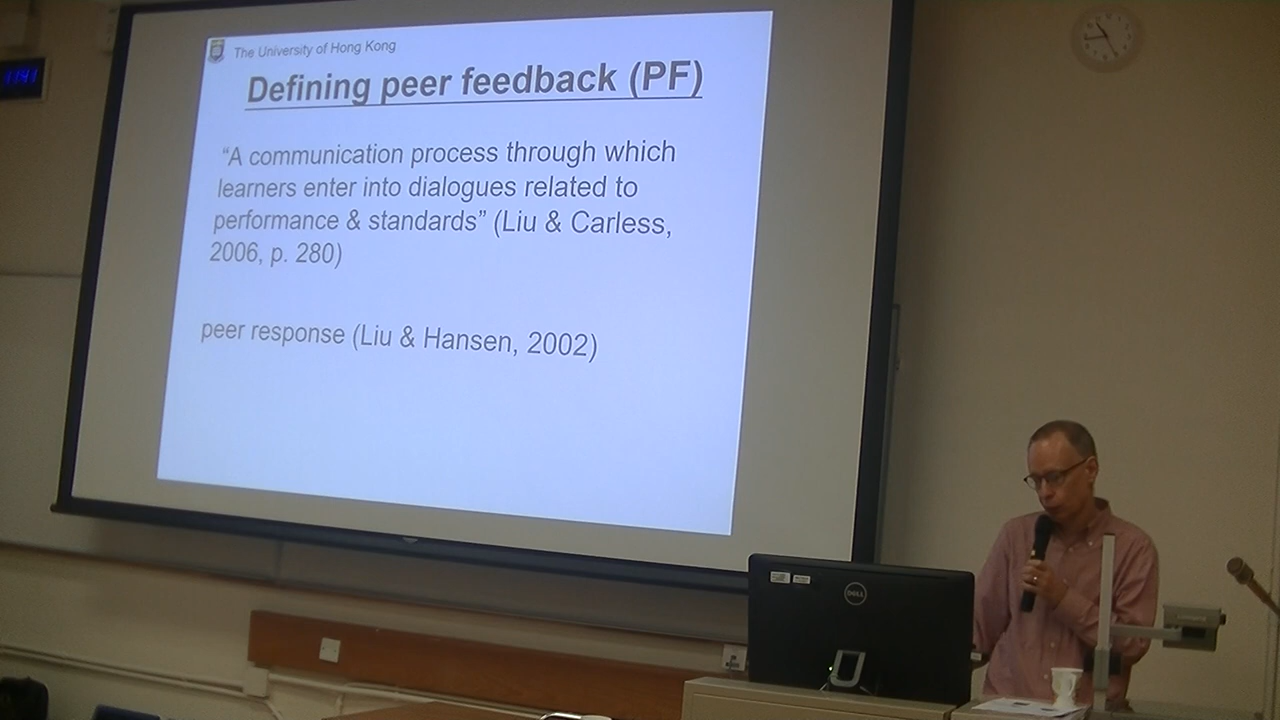 The University of Hong Kong
Defining peer feedback (PF)
“A communication process through which
learners enter into dialogues related to
performance & standards” (Liu & Carless,
2006, p. 280)
peer response (Liu & Hansen, 2002)
DELL